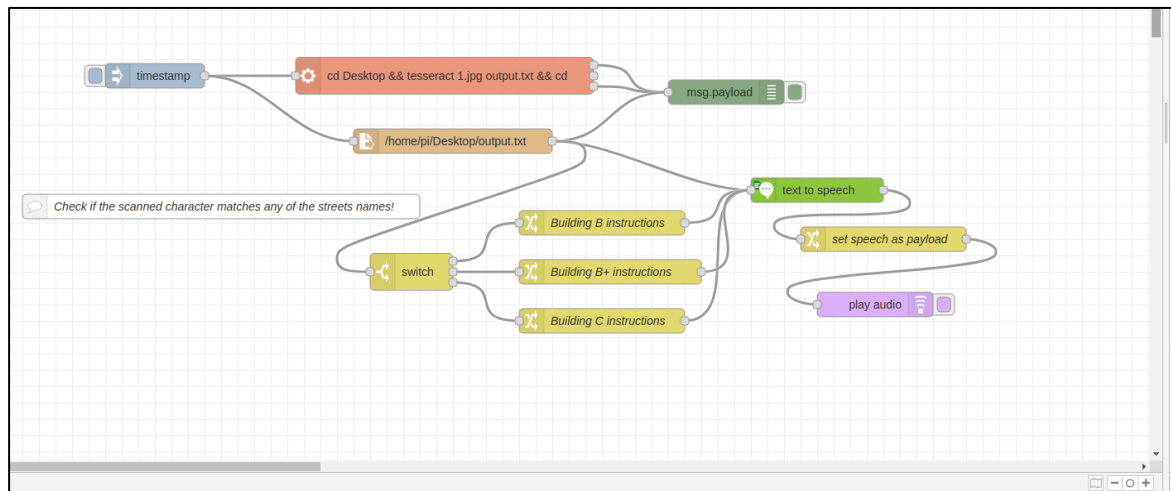 timestamp
cd Desktop && tesseract 1.jpg output.txt && cd
msg.payload
/home/pi/Desktop/output.txt
text to speech
Check if the scanned character matches any of the streets names!
Building B instructions
set speech as payload
switch
Building B+ instructions
play audio
Building C instructions